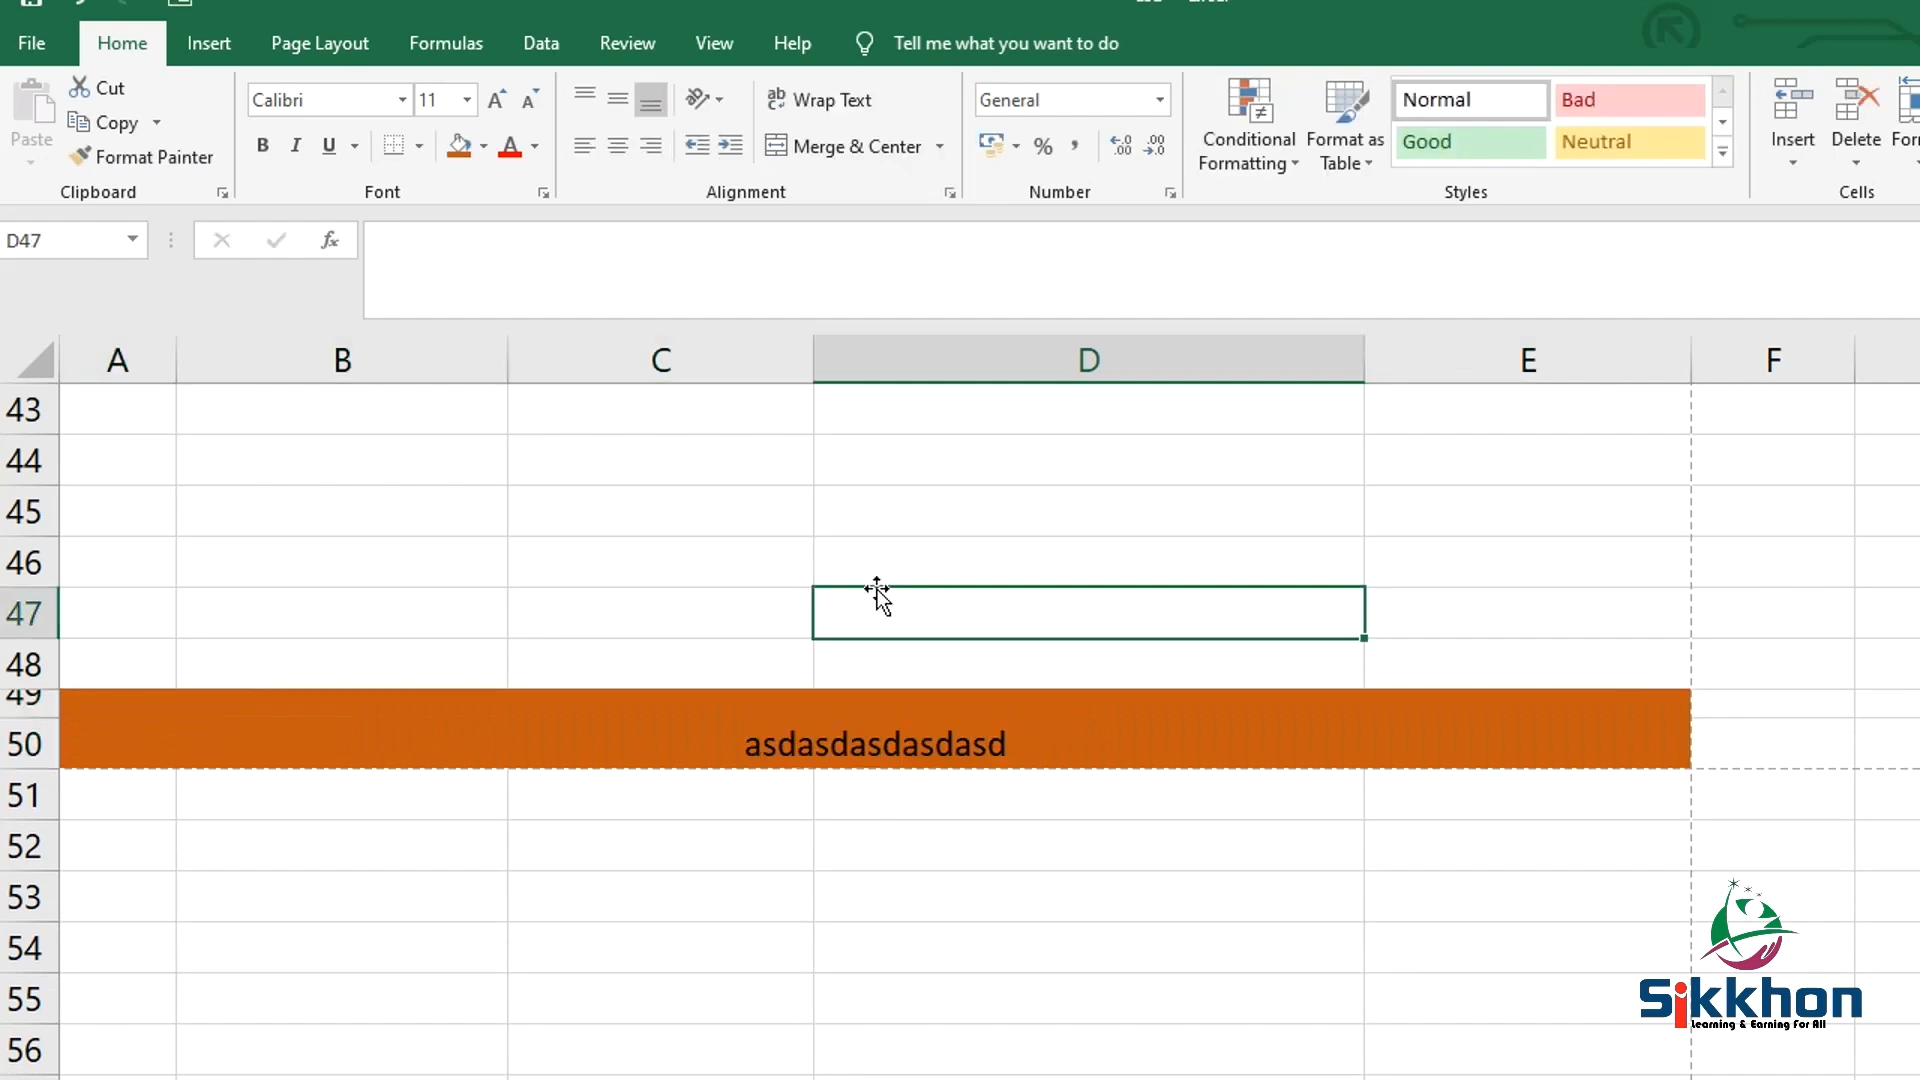 File Home Insert Page Layout Formulas Data Review View Help Tell me what you want to do
Paste
Cut
Copy
Format Painter
Clipboard
Calibri 11
B I U
Font
Wrap Text
Merge & Center
Alignment
General
%
Number
Conditional Formatting
Format as Table
Normal Bad
Good Neutral
Styles
Insert Delete
Cells
D47 fx
A B C D E F
43
44
45
46
47
48
49
50 asdasdasdasdasd
51
52
53
54
55
56
Sikkhon
Learning & Earning For All